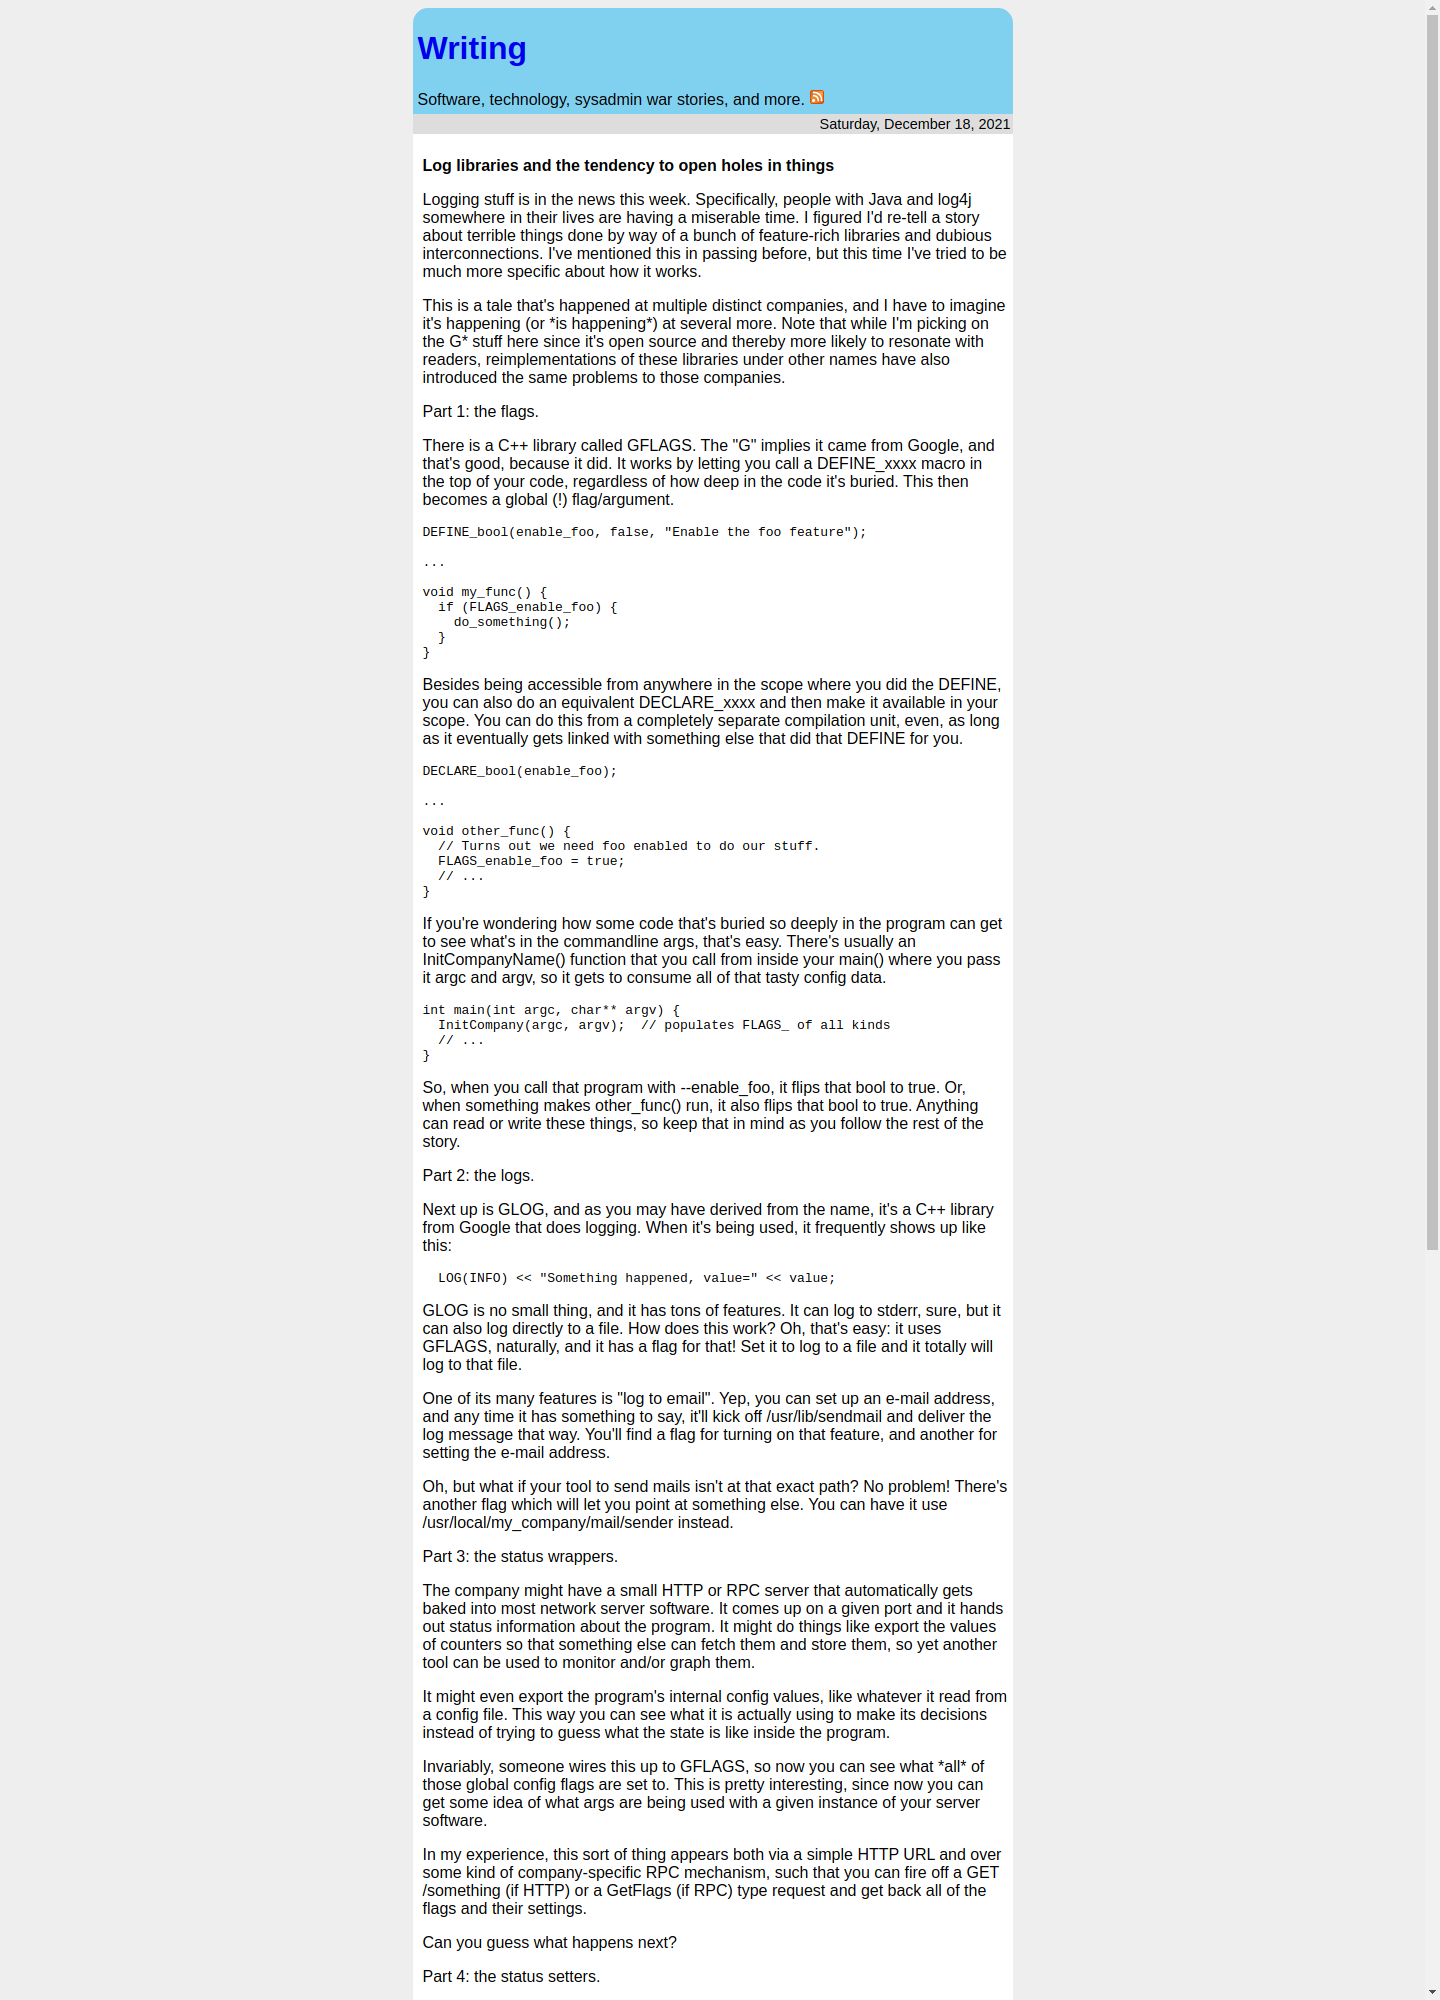 Writing
Software, technology, sysadmin war stories, and more.
Saturday, December 18, 2021
Log libraries and the tendency to open holes in things
Logging stuff is in the news this week. Specifically, people with Java and log4j
somewhere in their lives are having a miserable time. I figured I'd re-tell a story
about terrible things done by way of a bunch of feature-rich libraries and dubious
interconnections. I've mentioned this in passing before, but this time I've tried to be
much more specific about how it works.
This is a tale that's happened at multiple distinct companies, and I have to imagine
it's happening (or *is happening*) at several more. Note that while I'm picking on
the G* stuff here since it's open source and thereby more likely to resonate with
readers, reimplementations of these libraries under other names have also
introduced the same problems to those companies.
Part 1: the flags.
There is a C++ library called GFLAGS. The "G" implies it came from Google, and
that's good, because it did. It works by letting you call a DEFINE_xxxx macro in
the top of your code, regardless of how deep in the code it's buried. This then
becomes a global (!) flag/argument.
DEFINE_bool(enable_foo, false, "Enable the foo feature");
...
void my_func() {
  if (FLAGS_enable_foo) {
    do_something();
  }
}
Besides being accessible from anywhere in the scope where you did the DEFINE,
you can also do an equivalent DECLARE_xxxx and then make it available in your
scope. You can do this from a completely separate compilation unit, even, as long
as it eventually gets linked with something else that did that DEFINE for you.
DECLARE_bool(enable_foo);
...
void other_func() {
  // Turns out we need foo enabled to do our stuff.
  FLAGS_enable_foo = true;
  // ...
}
If you're wondering how some code that's buried so deeply in the program can get
to see what's in the commandline args, that's easy. There's usually an
InitCompanyName() function that you call from inside your main() where you pass
it argc and argv, so it gets to consume all of that tasty config data.
int main(int argc, char** argv) {
  InitCompany(argc, argv);  // populates FLAGS_ of all kinds
  // ...
}
So, when you call that program with --enable_foo, it flips that bool to true. Or,
when something makes other_func() run, it also flips that bool to true. Anything
can read or write these things, so keep that in mind as you follow the rest of the
story.
Part 2: the logs.
Next up is GLOG, and as you may have derived from the name, it's a C++ library
from Google that does logging. When it's being used, it frequently shows up like
this:
  LOG(INFO) << "Something happened, value=" << value;
GLOG is no small thing, and it has tons of features. It can log to stderr, sure, but it
can also log directly to a file. How does this work? Oh, that's easy: it uses
GFLAGS, naturally, and it has a flag for that! Set it to log to a file and it totally will
log to that file.
One of its many features is "log to email". Yep, you can set up an e-mail address,
and any time it has something to say, it'll kick off /usr/lib/sendmail and deliver the
log message that way. You'll find a flag for turning on that feature, and another for
setting the e-mail address.
Oh, but what if your tool to send mails isn't at that exact path? No problem! There's
another flag which will let you point at something else. You can have it use
/usr/local/my_company/mail/sender instead.
Part 3: the status wrappers.
The company might have a small HTTP or RPC server that automatically gets
baked into most network server software. It comes up on a given port and it hands
out status information about the program. It might do things like export the values
of counters so that something else can fetch them and store them, so yet another
tool can be used to monitor and/or graph them.
It might even export the program's internal config values, like whatever it read from
a config file. This way you can see what it is actually using to make its decisions
instead of trying to guess what the state is like inside the program.
Invariably, someone wires this up to GFLAGS, so now you can see what *all* of
those global config flags are set to. This is pretty interesting, since now you can
get some idea of what args are being used with a given instance of your server
software.
In my experience, this sort of thing appears both via a simple HTTP URL and over
some kind of company-specific RPC mechanism, such that you can fire off a GET
/something (if HTTP) or a GetFlags (if RPC) type request and get back all of the
flags and their settings.
Can you guess what happens next?
Part 4: the status setters.